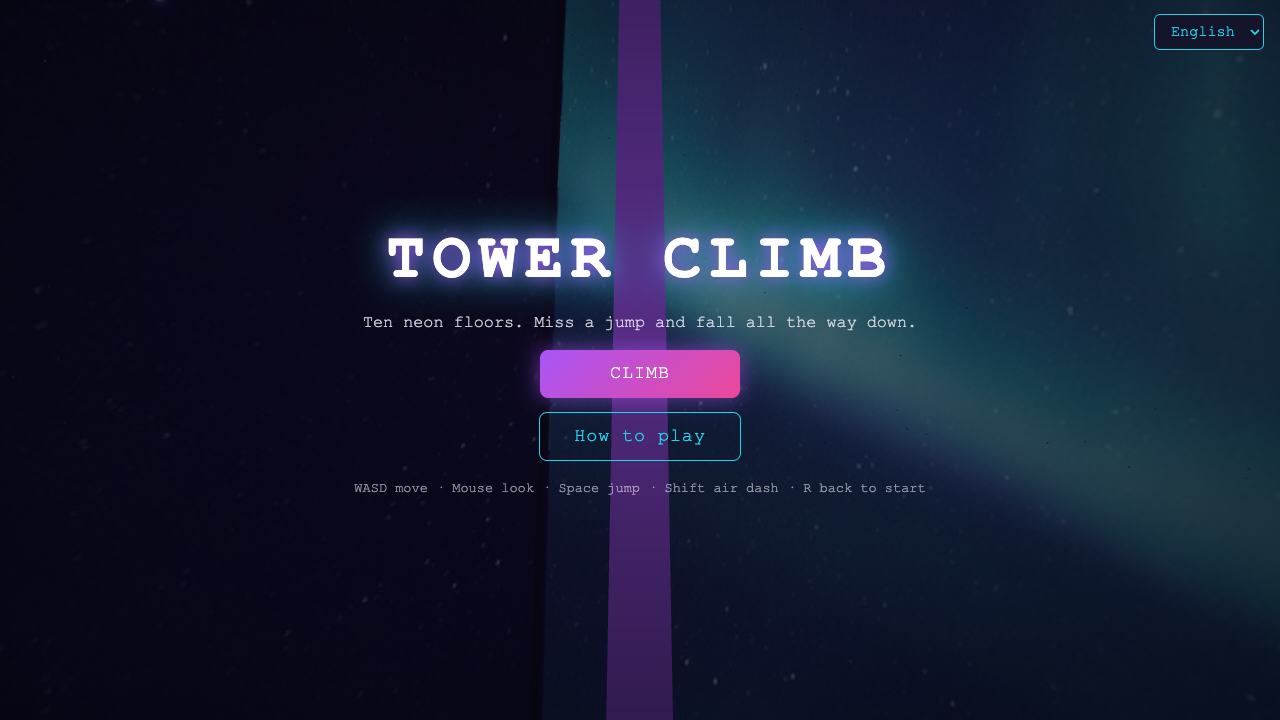 English
TOWER CLIMB
Ten neon floors. Miss a jump and fall all the way down.
CLIMB
How to play
WASD move · Mouse look · Space jump · Shift air dash · R back to start